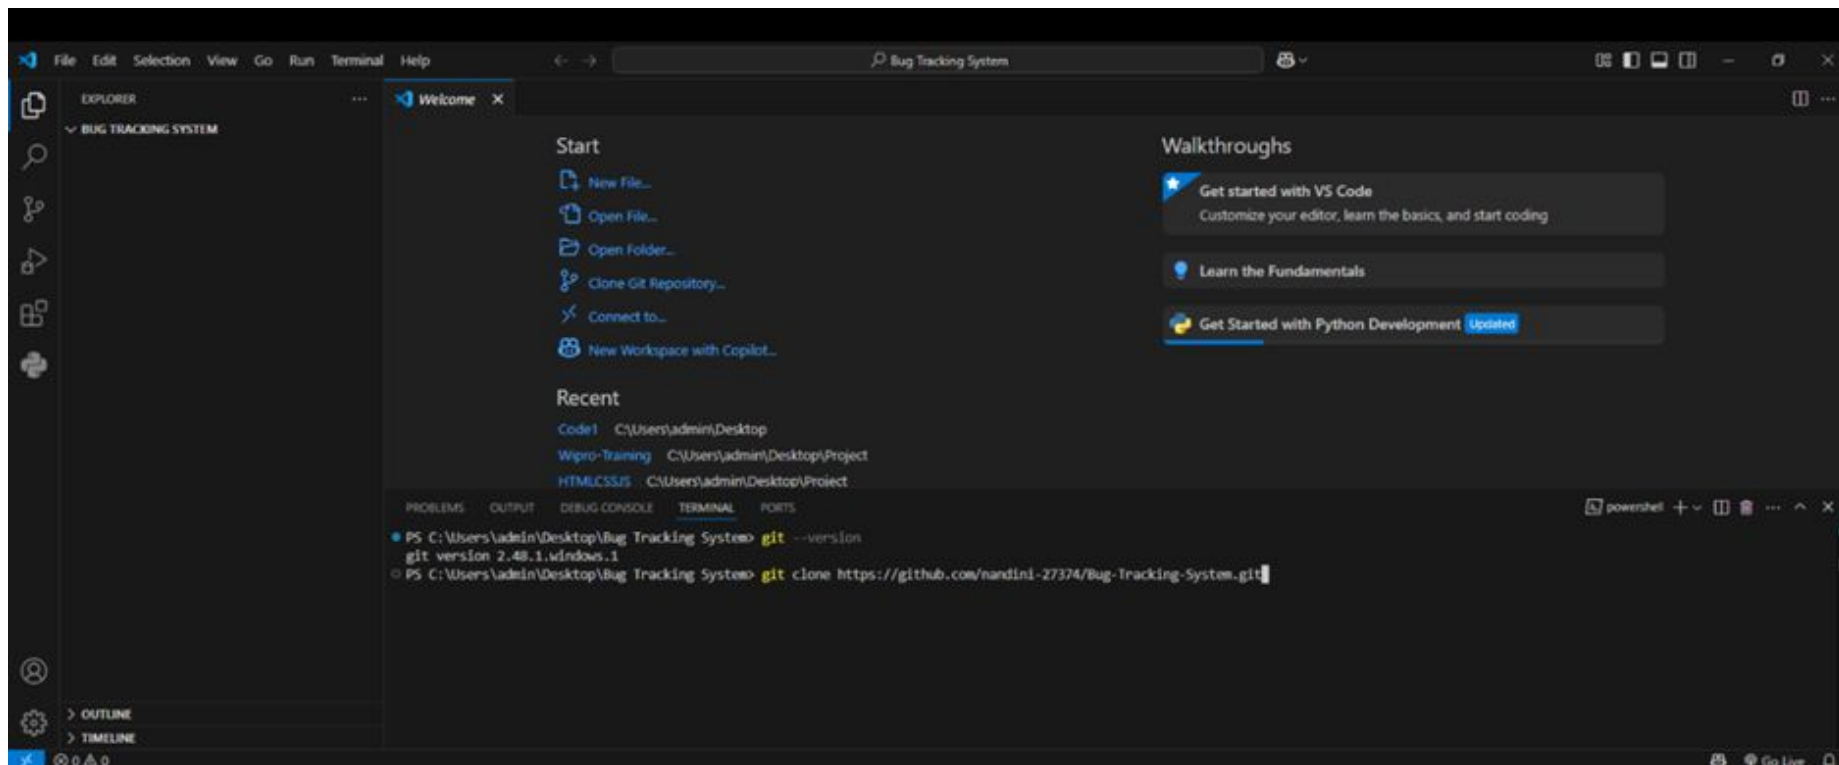 File Edit Selection View Go Run Terminal Help
Bug Tracking System
EXPLORER
BUG TRACKING SYSTEM
OUTLINE
TIMELINE
Welcome
Start
New File...
Open File...
Open Folder...
Clone Git Repository...
Connect to...
New Workspace with Copilot...
Recent
Code1 C:\Users\admin\Desktop
Wipro-Training C:\Users\admin\Desktop\Project
HTMLCSSJS C:\Users\admin\Desktop\Project
Walkthroughs
Get started with VS Code
Customize your editor, learn the basics, and start coding
Learn the Fundamentals
Get Started with Python Development Updated
PROBLEMS OUTPUT DEBUG CONSOLE TERMINAL PORTS
powershell
PS C:\Users\admin\Desktop\Bug Tracking System> git --version
git version 2.48.1.windows.1
PS C:\Users\admin\Desktop\Bug Tracking System> git clone https://github.com/nandini-27374/Bug-Tracking-System.git
0 0
Go Live